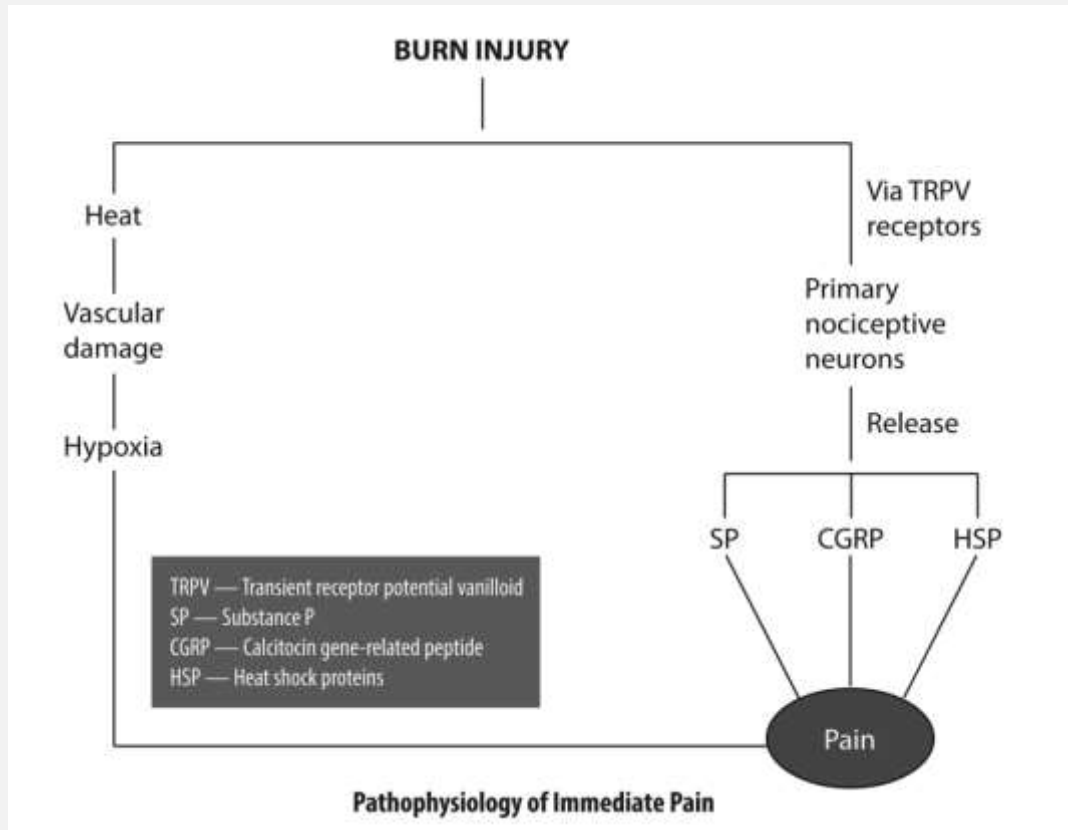 BURN INJURY
Heat
Vascular
damage
Hypoxia
Via TRPV
receptors
Primary
nociceptive
neurons
Release
SP
CGRP
HSP
TRPV — Transient receptor potential vanilloid
SP — Substance P
CGRP — Calcitocin gene-related peptide
HSP — Heat shock proteins
Pain
Pathophysiology of Immediate Pain